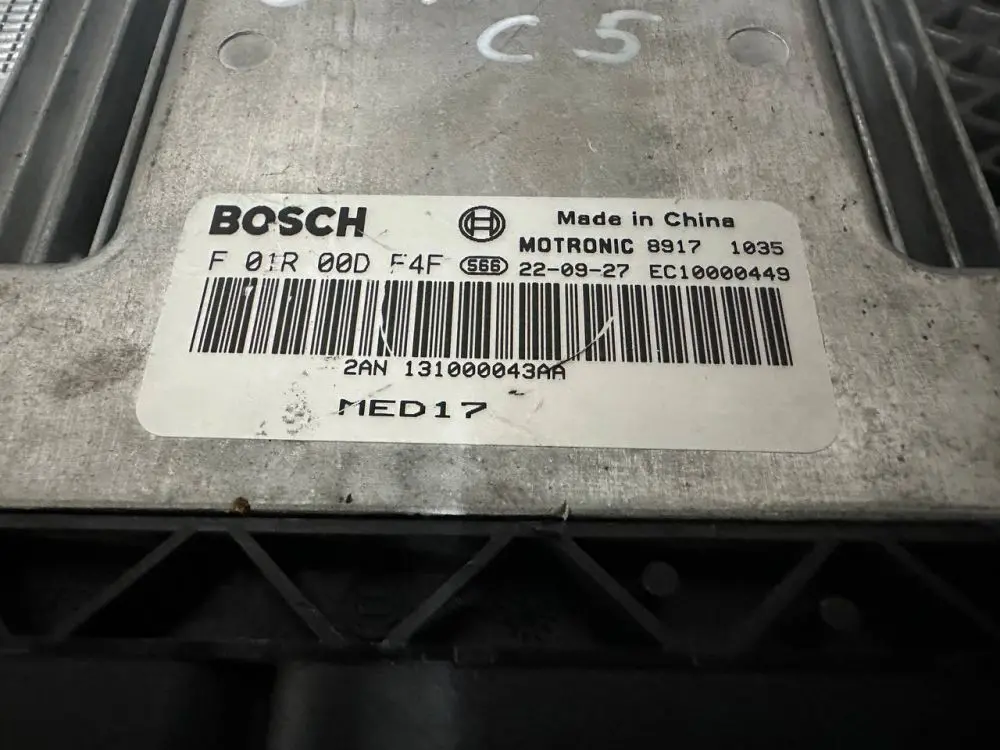 C5
BOSCH
Made in China
MOTRONIC 8917 1035
F 01R 00D F4F 566 22-09-27 EC10000449
2AN 131000043AA
MED17